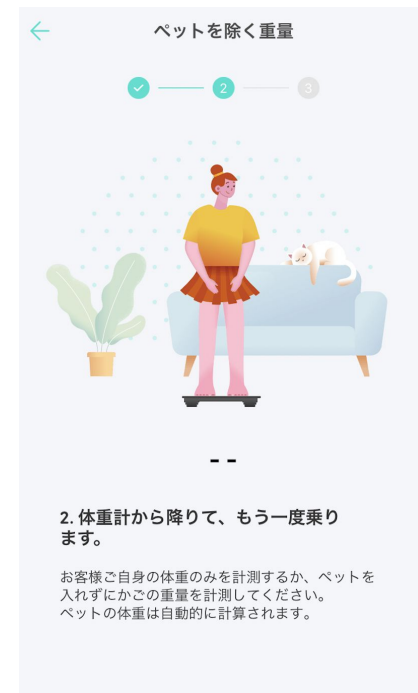 ペットを除く重量
2
3
--
2. 体重計から降りて、もう一度乗り
ます。
お客様ご自身の体重のみを計測するか、ペットを
入れずにかごの重量を計測してください。
ペットの体重は自動的に計算されます。